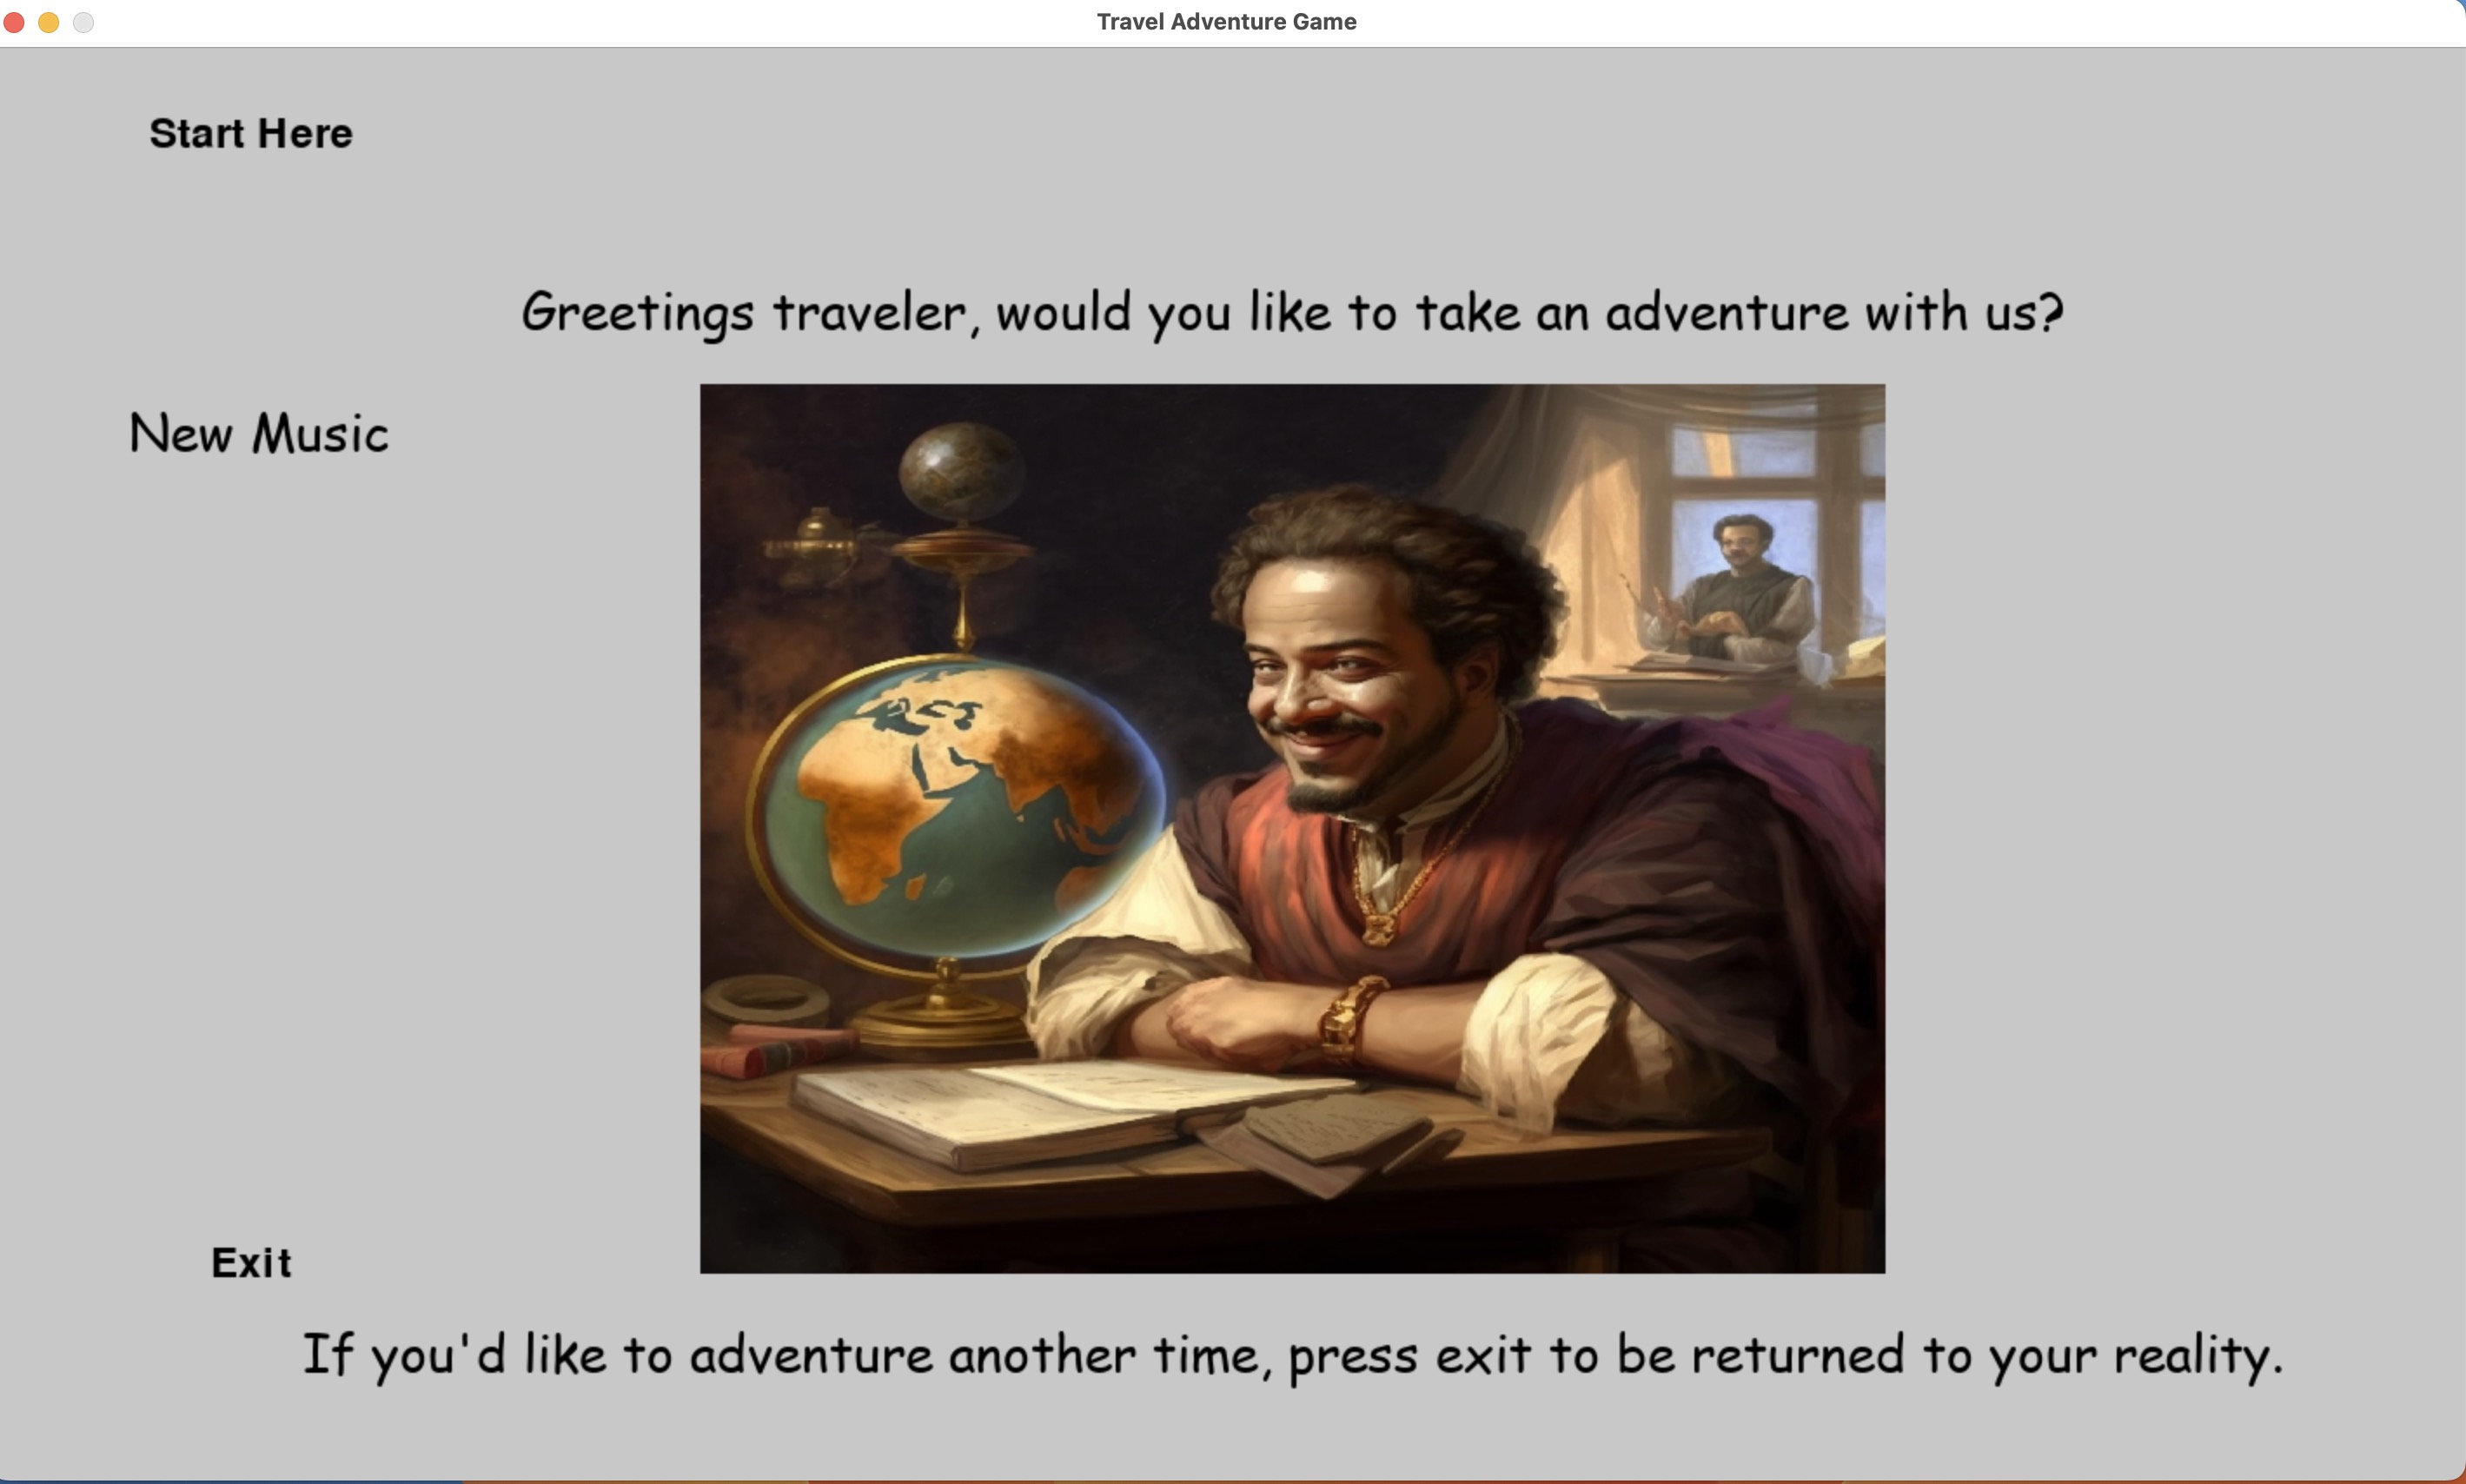 Travel Adventure Game
Start Here
Greetings traveler, would you like to take an adventure with us?
New Music
Exit
If you'd like to adventure another time, press exit to be returned to your reality.